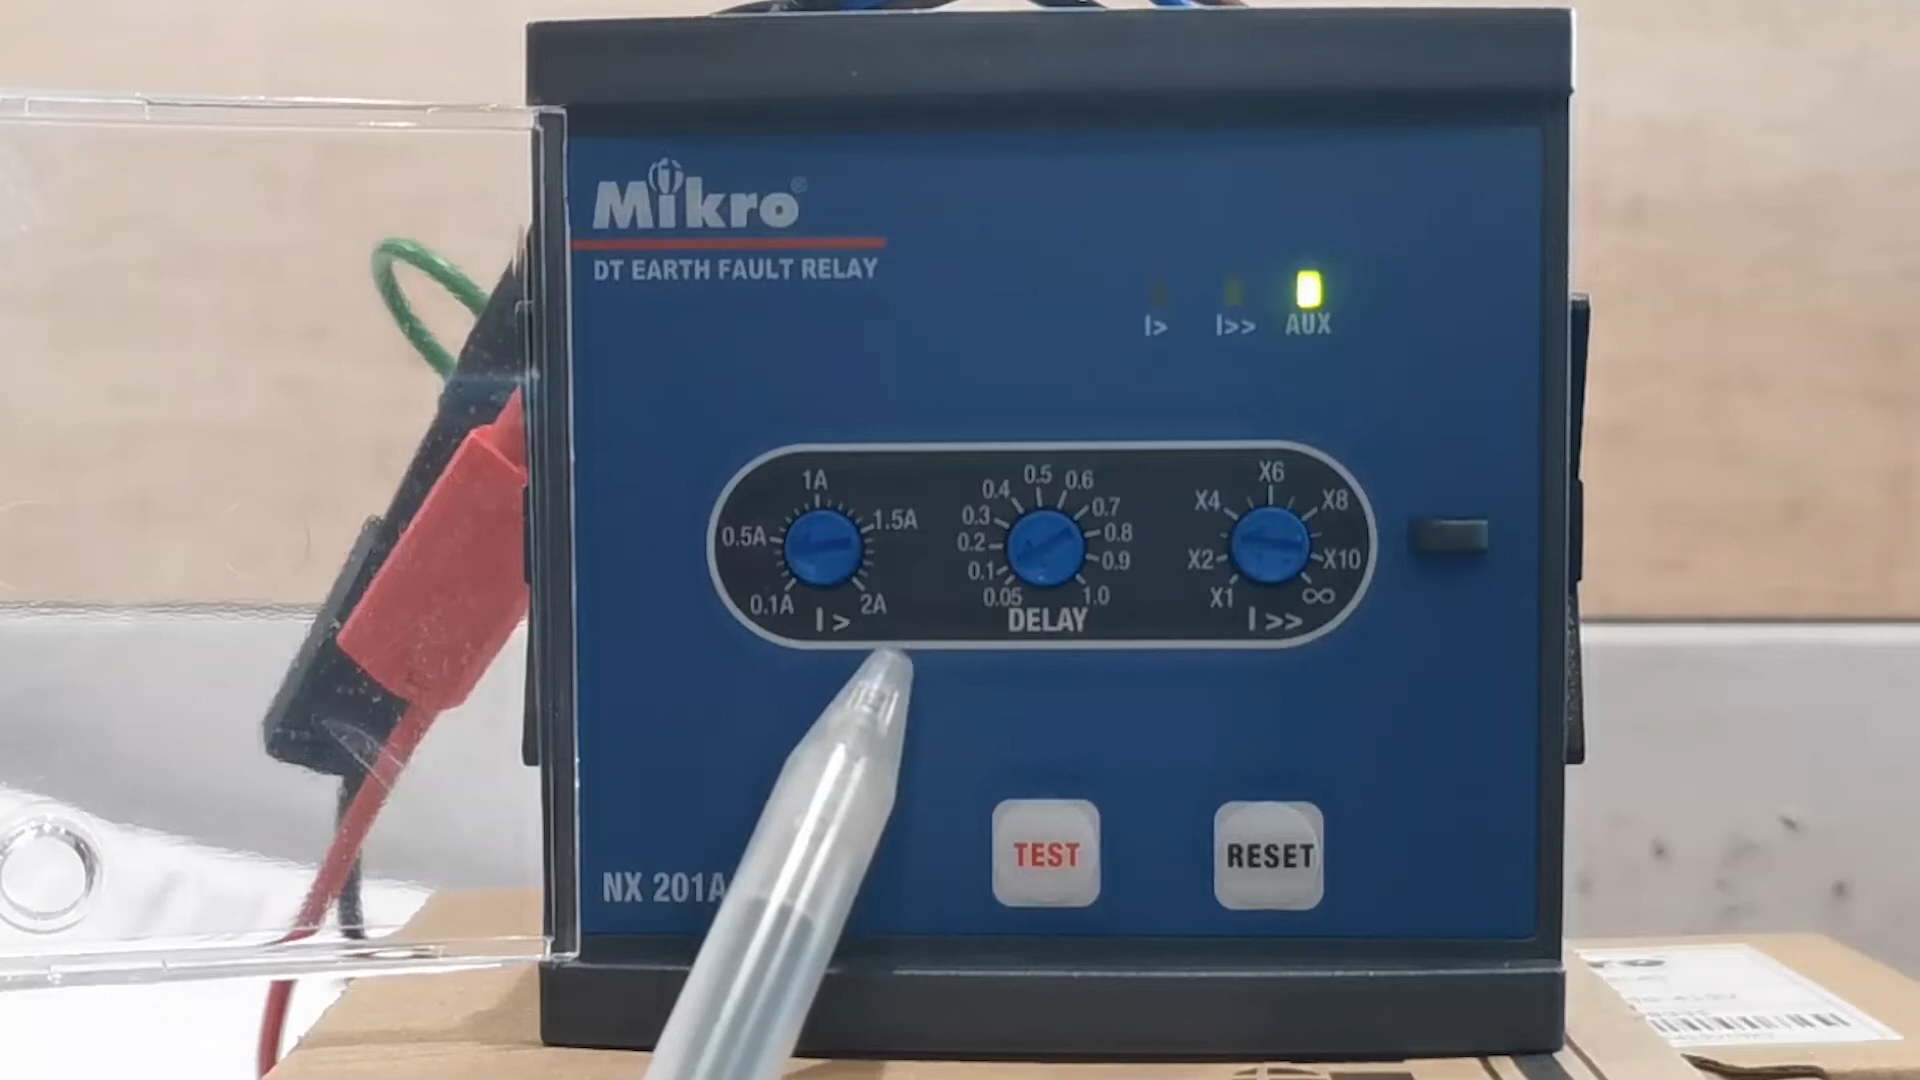 Mikro®
DT EARTH FAULT RELAY
I> I>> AUX
0.1A 0.5A 1A 1.5A 2A
I >
0.05 0.1 0.2 0.3 0.4 0.5 0.6 0.7 0.8 0.9 1.0
DELAY
X1 X2 X4 X6 X8 X10 ∞
I >>
TEST RESET
NX 201A